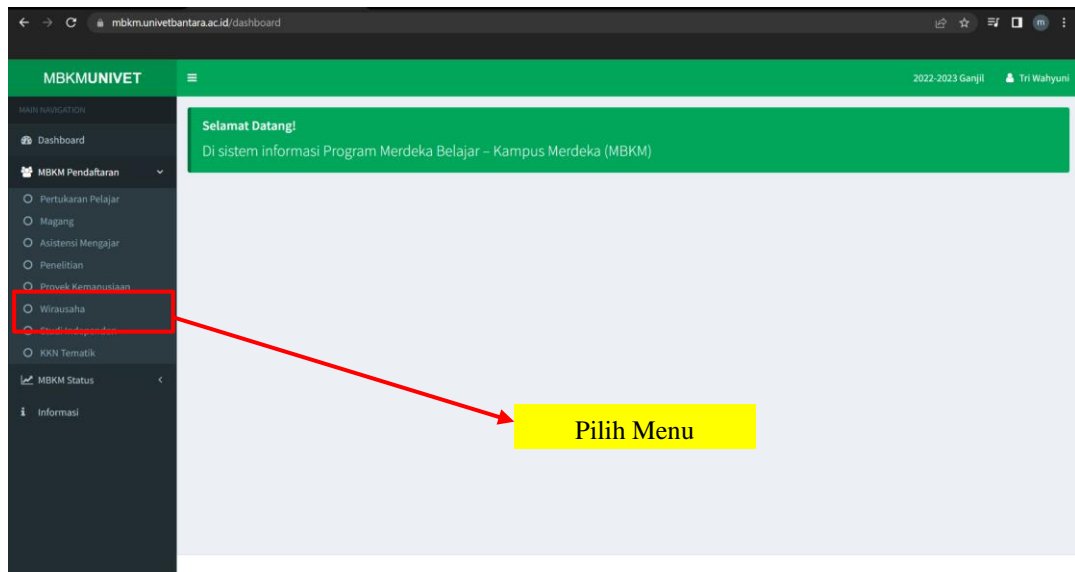 mbkm.univetbantara.ac.id/dashboard
m
MBKMUNIVET
2022-2023 Ganjil
Tri Wahyuni
MAIN NAVIGATION
Dashboard
MBKM Pendaftaran
Pertukaran Pelajar
Magang
Asistensi Mengajar
Penelitian
Proyek Kemanusiaan
Wirausaha
Studi Independen
KKN Tematik
MBKM Status
Informasi
Selamat Datang!
Di sistem informasi Program Merdeka Belajar – Kampus Merdeka (MBKM)
Pilih Menu